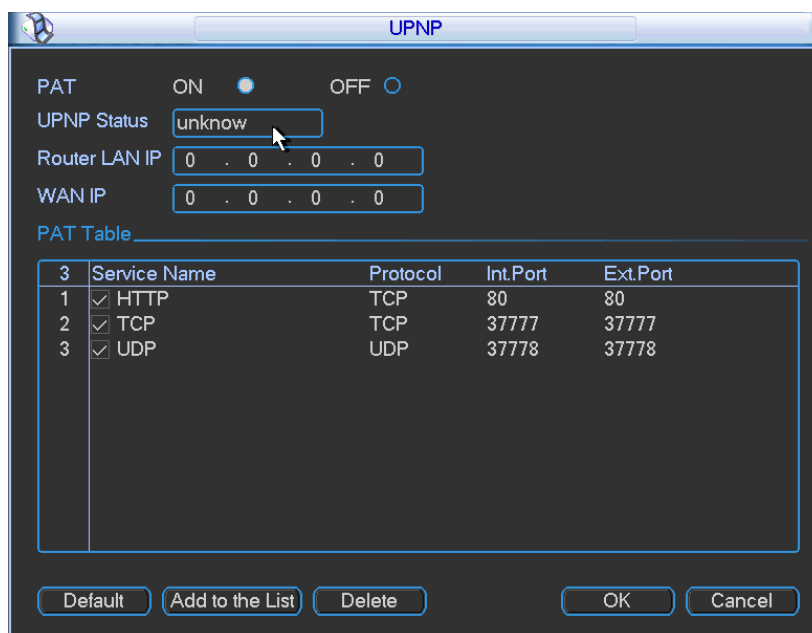 UPNP
PAT ON OFF
UPNP Status unknow
Router LAN IP 0 . 0 . 0 . 0
WAN IP 0 . 0 . 0 . 0
PAT Table
3 Service Name Protocol Int.Port Ext.Port
1 HTTP TCP 80 80
2 TCP TCP 37777 37777
3 UDP UDP 37778 37778
Default Add to the List Delete OK Cancel